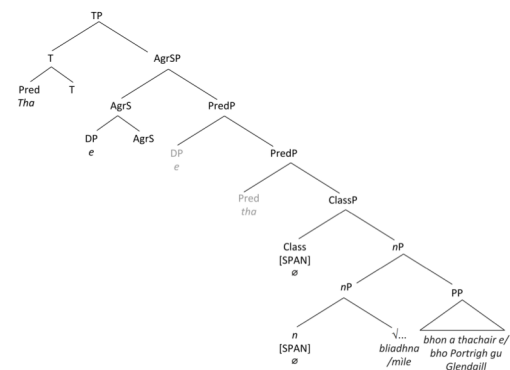 TP
T AgrSP
Pred T
Tha
AgrS PredP
DP AgrS DP PredP
e e
Pred ClassP
tha
Class nP
[SPAN]
ø
nP PP
n √... bhon a thachair e/
[SPAN] bliadhna bho Portrigh gu
ø /mìle Glendaill